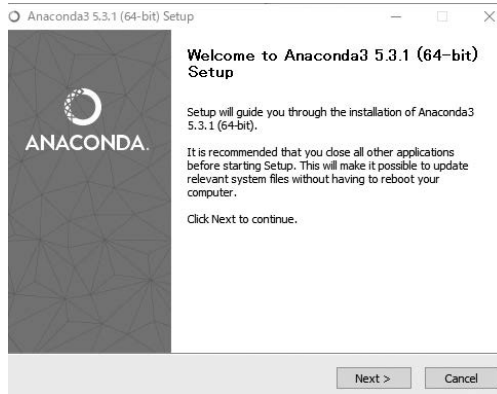 Anaconda3 5.3.1 (64-bit) Setup
Welcome to Anaconda3 5.3.1 (64-bit)
Setup
Setup will guide you through the installation of Anaconda3
5.3.1 (64-bit).
ANACONDA.
It is recommended that you close all other applications
before starting Setup. This will make it possible to update
relevant system files without having to reboot your
computer.
Click Next to continue.
Next >
Cancel